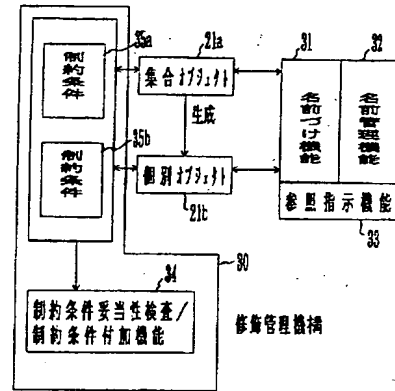 35a
制約条件
21a
集合オブジェクト
生成
35b
制約条件
個別オブジェクト
21b
31
32
名前づけ機能
名前管理機能
参照指示機能
33
34
制約条件妥当性検査/
制約条件付加機能
30
修飾管理機構